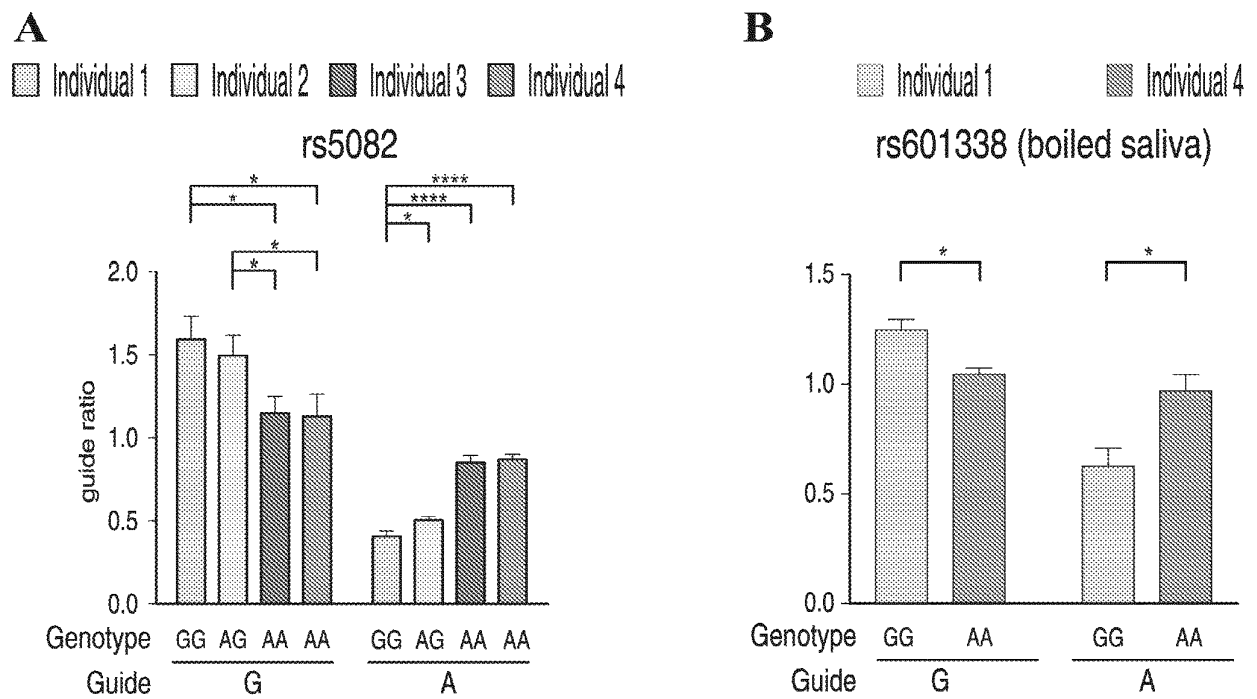 A
B
Individual 1 Individual 2 Individual 3 Individual 4
Individual 1 Individual 4
rs5082
rs601338 (boiled saliva)
* **** * **** *
* *
* *
guide ratio
2.0
1.5
1.0
0.5
0.0
1.5
1.0
0.5
0.0
Genotype GG AG AA AA GG AG AA AA
Guide G A
Genotype GG AA GG AA
Guide G A